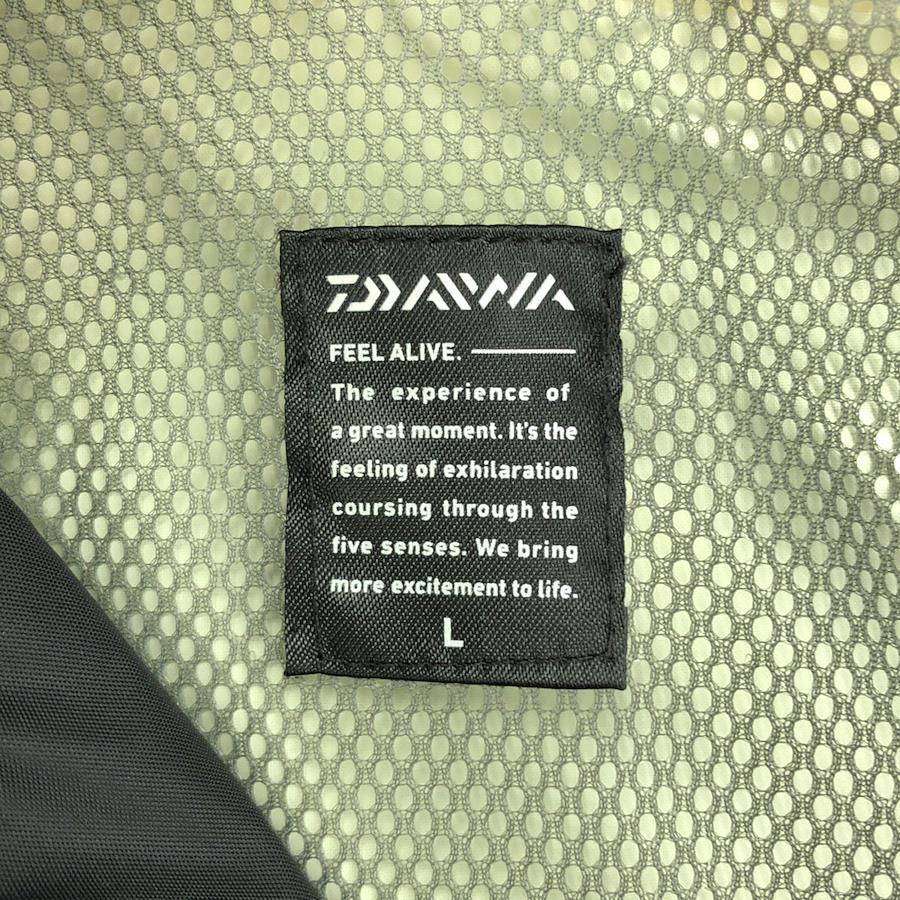 DAIWA
FEEL ALIVE.
The experience of
a great moment. It's the
feeling of exhilaration
coursing through the
five senses. We bring
more excitement to life.
L